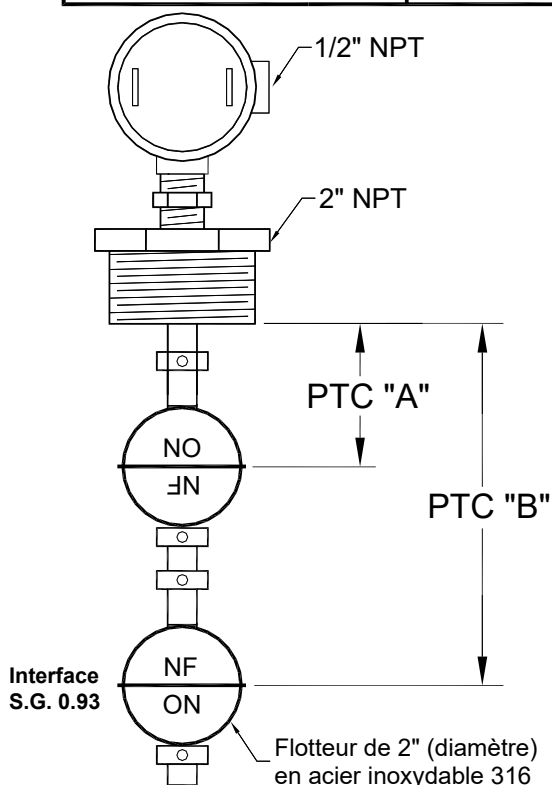 1/2" NPT
2" NPT
PTC "A"
NO
NF
PTC "B"
NF
NO
Interface
S.G. 0.93
Flotteur de 2" (diamètre)
en acier inoxydable 316